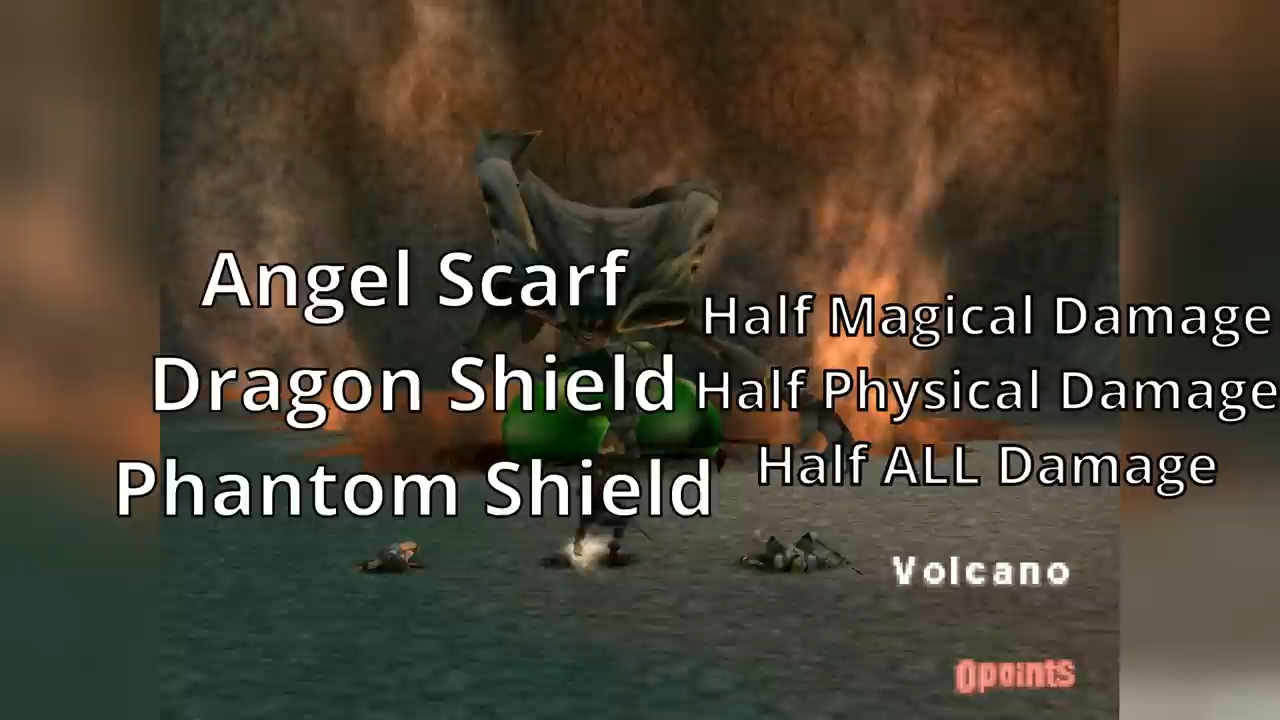 Angel Scarf
Half Magical Damage
Dragon Shield
Half Physical Damage
Phantom Shield
Half ALL Damage
Volcano
0points